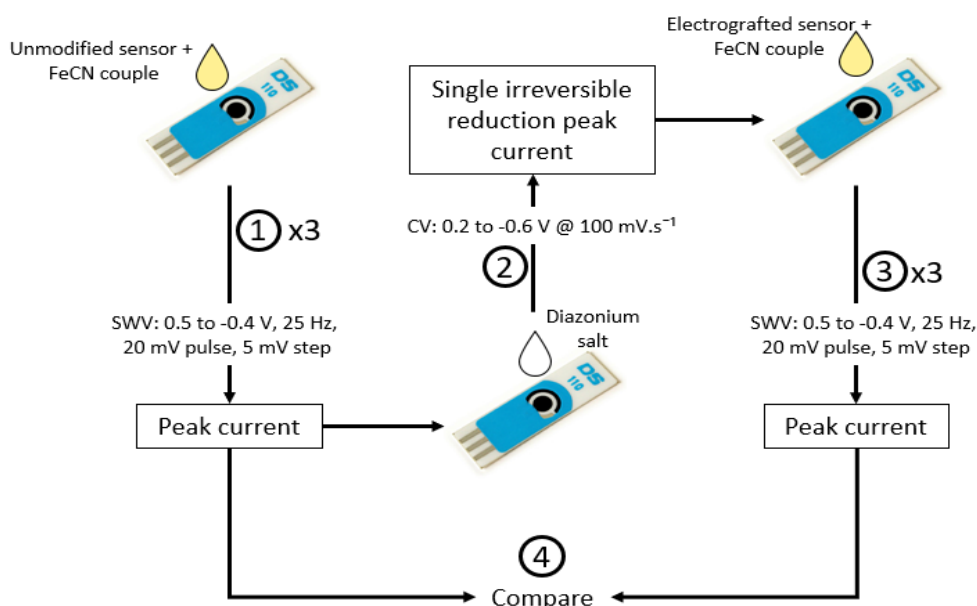 Unmodified sensor +
FeCN couple
DS
110
1 x3
SWV: 0.5 to -0.4 V, 25 Hz,
20 mV pulse, 5 mV step
Peak current
Diazonium
salt
DS
110
2
CV: 0.2 to -0.6 V @ 100 mV.s⁻¹
Single irreversible
reduction peak
current
Electrografted sensor +
FeCN couple
DS
110
3 x3
SWV: 0.5 to -0.4 V, 25 Hz,
20 mV pulse, 5 mV step
Peak current
4
Compare